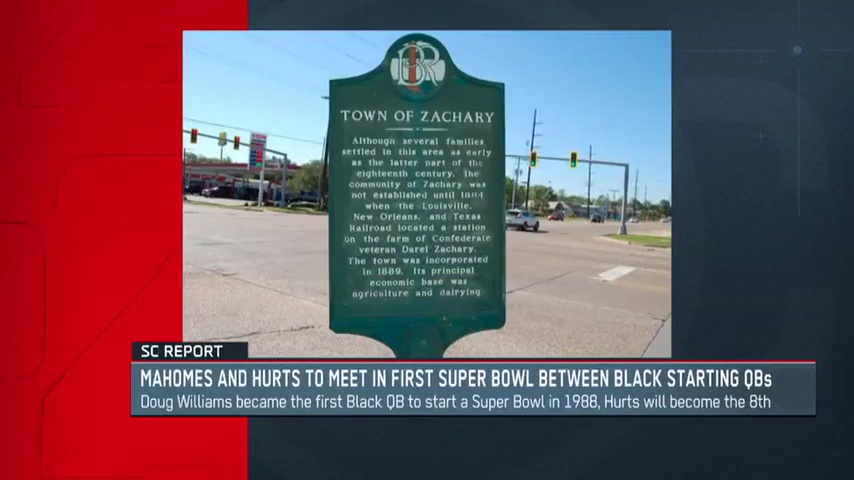 BR
TOWN OF ZACHARY
Although several families
settled in this area as early
as the latter part of the
eighteenth century, the
community of Zachary was
not established until 1884
when the Louisville,
New Orleans, and Texas
Railroad located a station
on the farm of Confederate
veteran Darel Zachary.
The town was incorporated
in 1889. Its principal
economic base was
agriculture and dairying
SC REPORT
MAHOMES AND HURTS TO MEET IN FIRST SUPER BOWL BETWEEN BLACK STARTING QBs
Doug Williams became the first Black QB to start a Super Bowl in 1988, Hurts will become the 8th